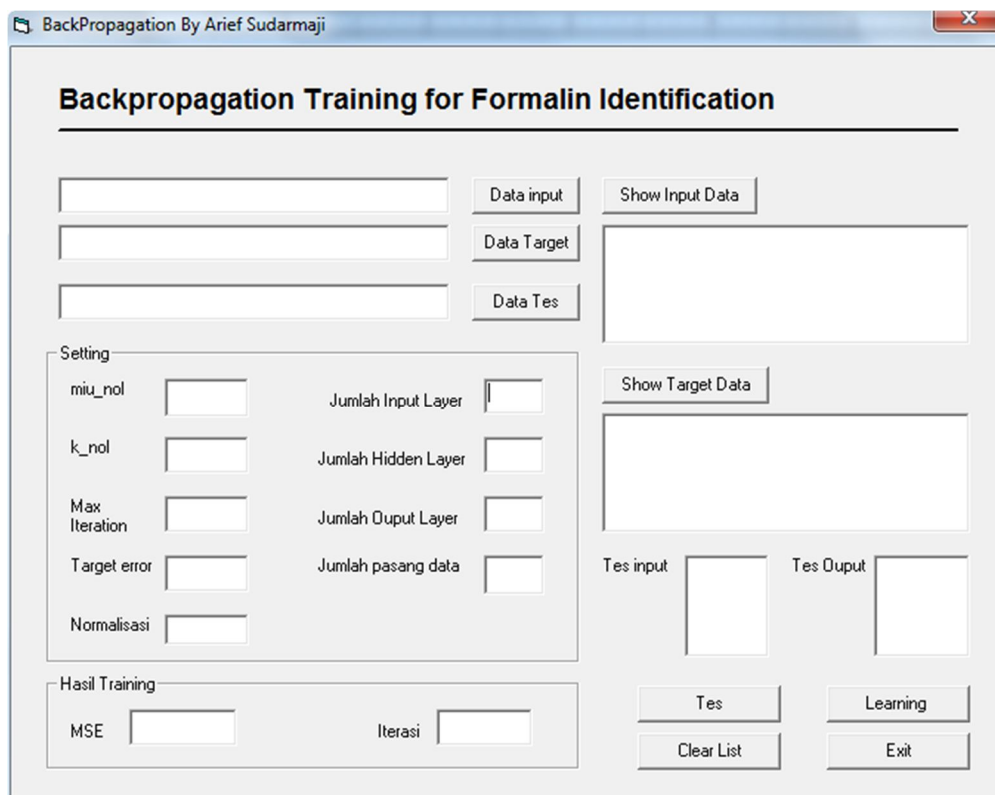 BackPropagation By Arief Sudarmaji
Backpropagation Training for Formalin Identification
Data input
Show Input Data
Data Target
Data Tes
Setting
miu_nol
Jumlah Input Layer
Show Target Data
k_nol
Jumlah Hidden Layer
Max
Iteration
Jumlah Ouput Layer
Target error
Jumlah pasang data
Tes input
Tes Ouput
Normalisasi
Hasil Training
MSE
Iterasi
Tes
Learning
Clear List
Exit